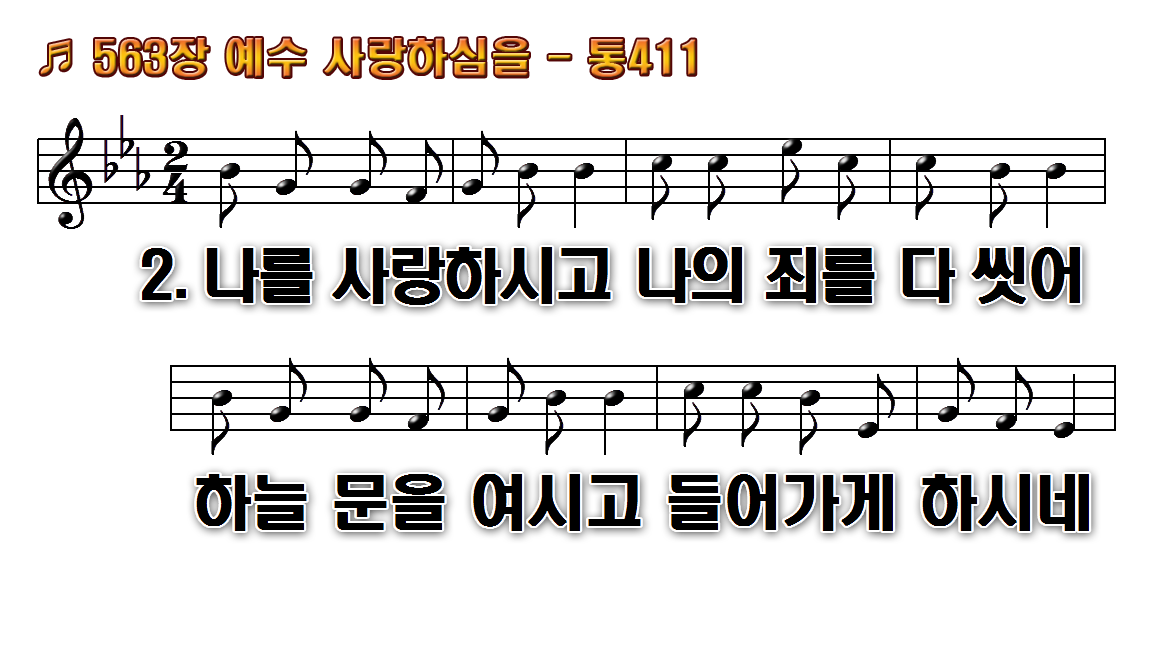 ♬ 563장 예수 사랑하심을 - 통411
2
4
2. 나를 사랑하시고 나의 죄를 다 씻어
하늘 문을 여시고 들어가게 하시네